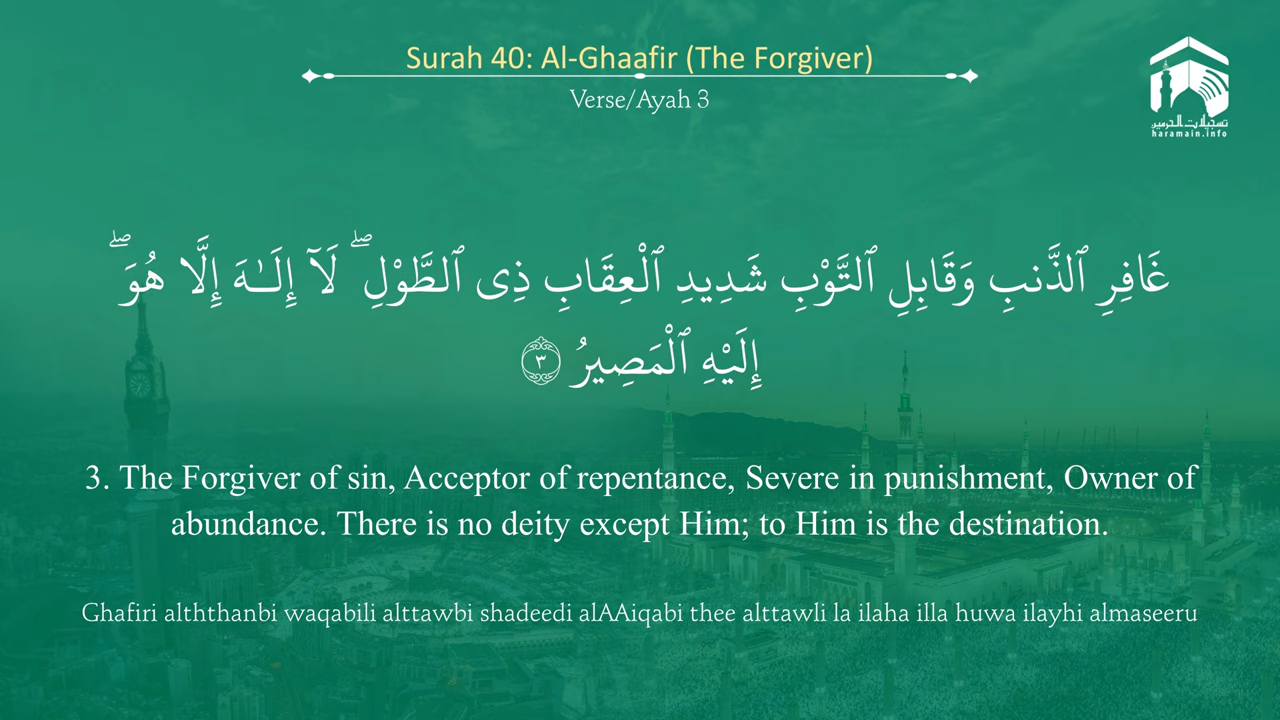 Surah 40: Al-Ghaafir (The Forgiver)
Verse/Ayah 3
تسجيلات الحرمين
haramain.info
غَافِرِ ٱلذَّنۢبِ وَقَابِلِ ٱلتَّوْبِ شَدِيدِ ٱلْعِقَابِ ذِى ٱلطَّوْلِ ۖ لَآ إِلَـٰهَ إِلَّا هُوَ ۖ
إِلَيْهِ ٱلْمَصِيرُ ٣
3. The Forgiver of sin, Acceptor of repentance, Severe in punishment, Owner of
abundance. There is no deity except Him; to Him is the destination.
Ghafiri alththanbi waqabili alttawbi shadeedi alAAiqabi thee alttawli la ilaha illa huwa ilayhi almaseeru